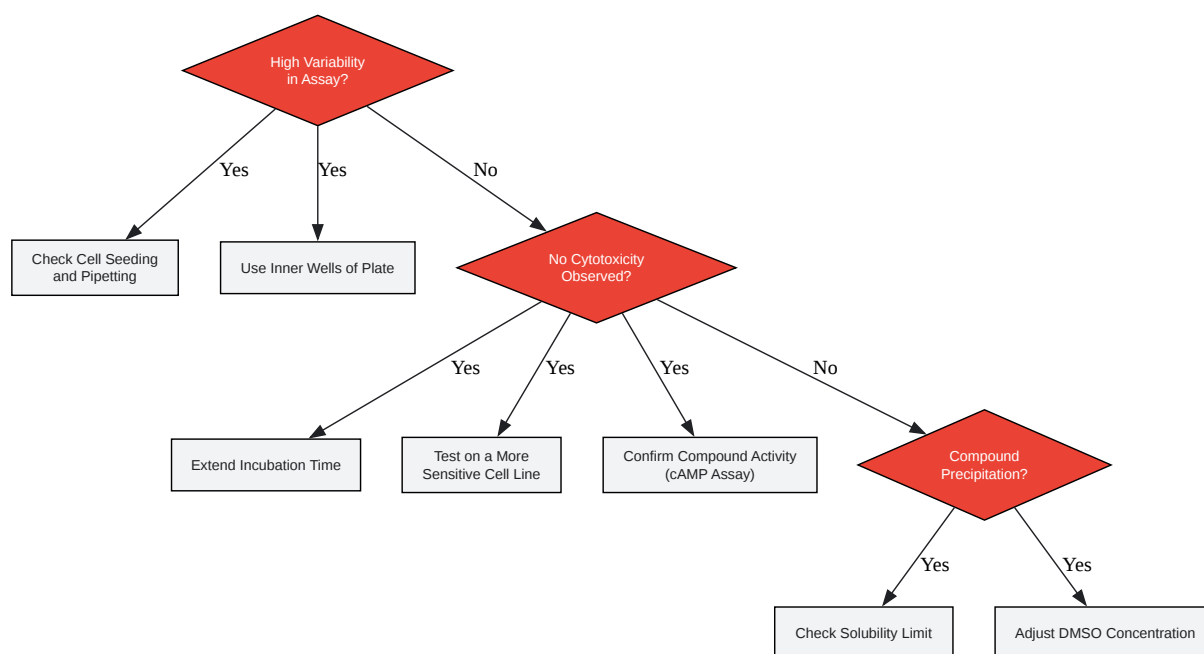 High Variability
in Assay?
Yes
Yes
No
Check Cell Seeding
and Pipetting
Use Inner Wells of Plate
No Cytotoxicity
Observed?
Yes
Yes
Yes
No
Extend Incubation Time
Test on a More
Sensitive Cell Line
Confirm Compound Activity
(cAMP Assay)
Compound
Precipitation?
Yes
Yes
Check Solubility Limit
Adjust DMSO Concentration